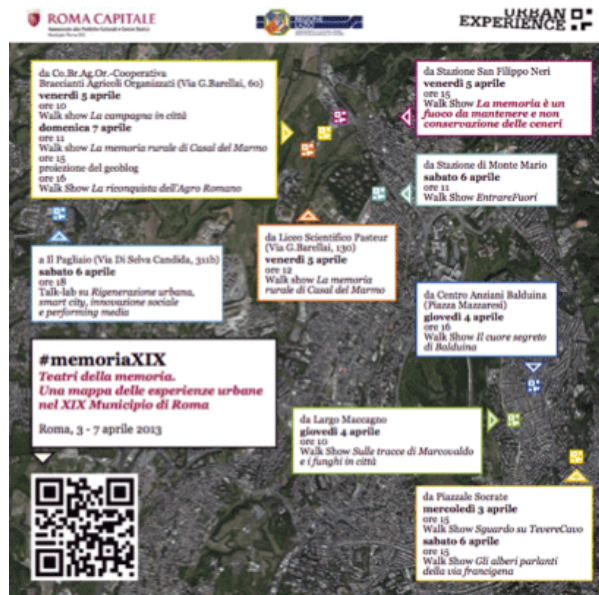 ROMA CAPITALE
REGIONE
LAZIO
URBAN
EXPERIENCE
da Co.Br.Ag.Or.-Cooperativa
Braccianti Agricoli Organizzati (Via G.Barellai, 60)
venerdì 5 aprile
ore 10
Walk show La campagna in città
domenica 7 aprile
ore 11
Walk show La memoria rurale di Casal del Marmo
ore 15
proiezione del geoblog
ore 16
Walk Show La riconquista dell'Agro Romano
da Stazione San Filippo Neri
venerdì 5 aprile
ore 15
Walk Show La memoria è un
fuoco da mantenere e non
conservazione delle ceneri
da Stazione di Monte Mario
sabato 6 aprile
ore 11
Walk Show EntrareFuori
a Il Pagliaio (Via Di Selva Candida, 311b)
sabato 6 aprile
ore 18
Talk-lab su Rigenerazione urbana,
smart city, innovazione sociale
e performing media
da Liceo Scientifico Pasteur
(Via G.Barellai, 130)
venerdì 5 aprile
ore 12
Walk show La memoria
rurale di Casal del Marmo
da Centro Anziani Balduina
(Piazza Mazzaresi)
giovedì 4 aprile
ore 16
Walk Show Il cuore segreto
di Balduina
#memoriaXIX
Teatri della memoria.
Una mappa delle esperienze urbane
nel XIX Municipio di Roma
Roma, 3 - 7 aprile 2013
da Largo Maccagno
giovedì 4 aprile
ore 10
Walk Show Sulle tracce di Marcovaldo
e i funghi in città
da Piazzale Socrate
mercoledì 3 aprile
ore 15
Walk Show Sguardo su TevereCavo
sabato 6 aprile
ore 15
Walk Show Gli alberi parlanti
della via francigena